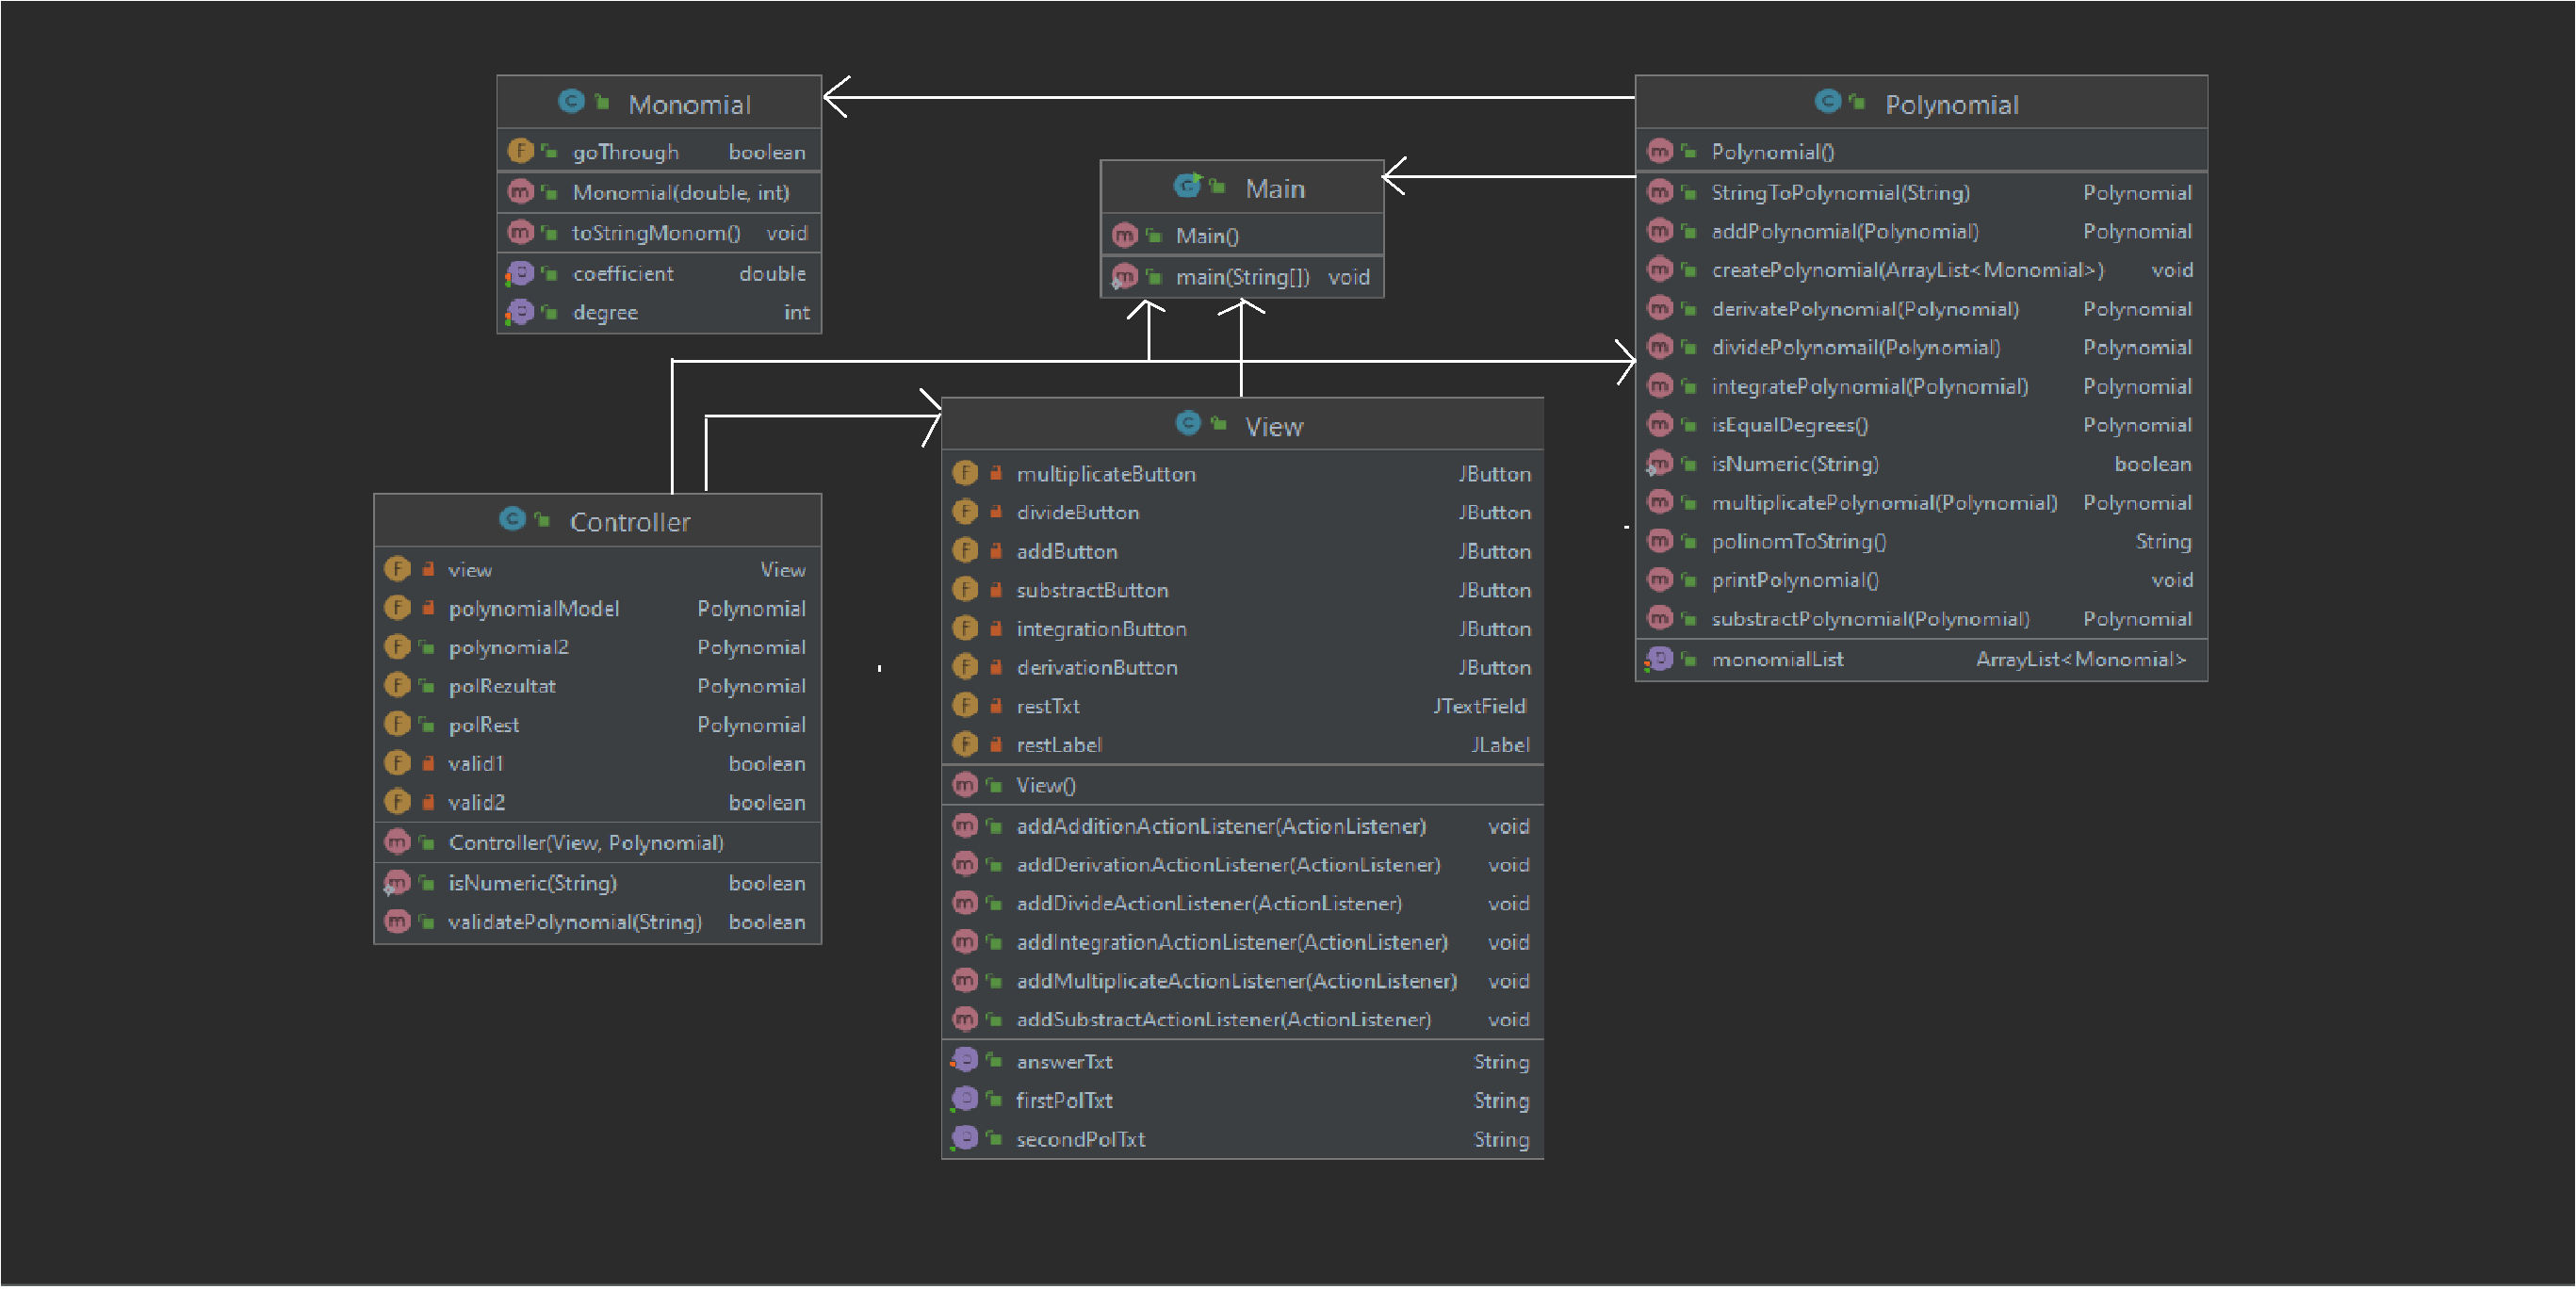 Monomial
goThrough boolean
Monomial(double, int)
toStringMonom() void
coefficient double
degree int
Main
Main()
main(String[]) void
Polynomial
Polynomial()
StringToPolynomial(String) Polynomial
addPolynomial(Polynomial) Polynomial
createPolynomial(ArrayList<Monomial>) void
derivatePolynomial(Polynomial) Polynomial
dividePolynomail(Polynomial) Polynomial
integratePolynomial(Polynomial) Polynomial
isEqualDegrees() Polynomial
isNumeric(String) boolean
multiplicatePolynomial(Polynomial) Polynomial
polinomToString() String
printPolynomial() void
substractPolynomial(Polynomial) Polynomial
monomialList ArrayList<Monomial>
Controller
view View
polynomialModel Polynomial
polynomial2 Polynomial
polRezultat Polynomial
polRest Polynomial
valid1 boolean
valid2 boolean
Controller(View, Polynomial)
isNumeric(String) boolean
validatePolynomial(String) boolean
View
multiplicateButton JButton
divideButton JButton
addButton JButton
substractButton JButton
integrationButton JButton
derivationButton JButton
restTxt JTextField
restLabel JLabel
View()
addAdditionActionListener(ActionListener) void
addDerivationActionListener(ActionListener) void
addDivideActionListener(ActionListener) void
addIntegrationActionListener(ActionListener) void
addMultiplicateActionListener(ActionListener) void
addSubstractActionListener(ActionListener) void
answerTxt String
firstPolTxt String
secondPolTxt String